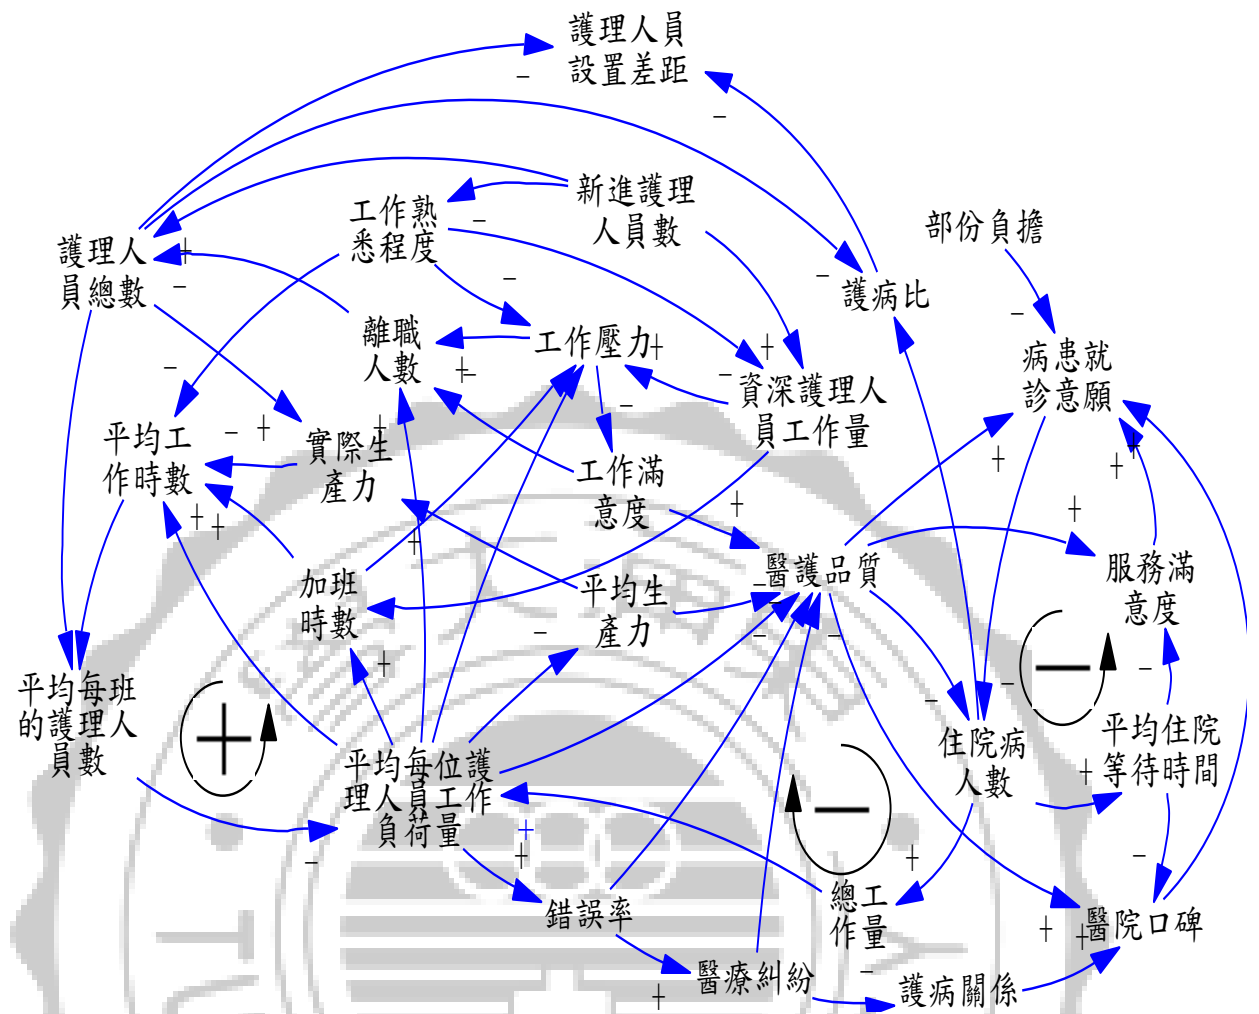 護理人員
設置差距
新進護理
人員數
工作熟
悉程度
部份負擔
護理人
員總數
護病比
離職
人數
工作壓力
病患就
診意願
資深護理人
員工作量
平均工
作時數
實際生
產力
工作滿
意度
醫護品質
服務滿
意度
加班
時數
平均生
產力
平均每班
的護理人
員數
平均每位護
理人員工作
負荷量
住院病
人數
平均住院
等待時間
總工
作量
錯誤率
醫院口碑
醫療糾紛
護病關係